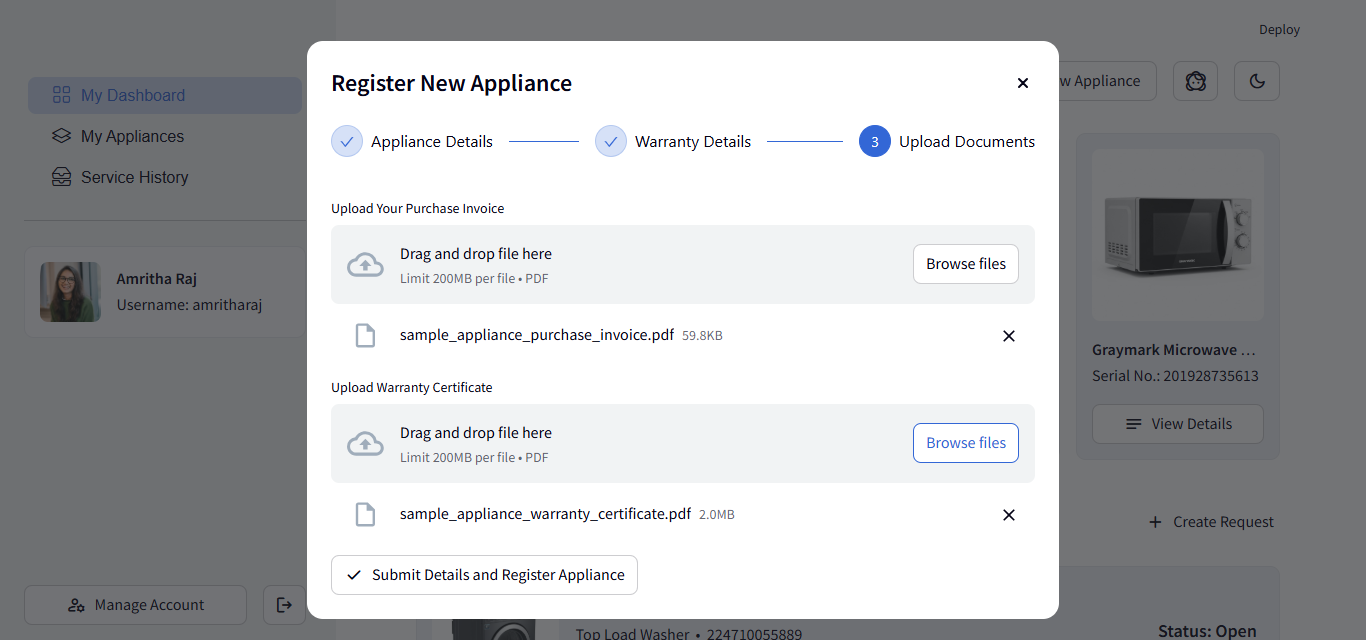 Deploy
My Dashboard
My Appliances
Service History
Amritha Raj
Username: amritharaj
Manage Account
Register New Appliance
Appliance Details
Warranty Details
3 Upload Documents
Upload Your Purchase Invoice
Drag and drop file here
Limit 200MB per file • PDF
Browse files
sample_appliance_purchase_invoice.pdf 59.8KB
Upload Warranty Certificate
Drag and drop file here
Limit 200MB per file • PDF
Browse files
sample_appliance_warranty_certificate.pdf 2.0MB
Submit Details and Register Appliance
w Appliance
Graymark Microwave ...
Serial No.: 201928735613
View Details
Create Request
Top Load Washer • 224710055889
Status: Open